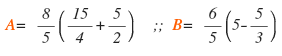 A= 8/5 ( 15/4 + 5/2 ) ;; B= 6/5 ( 5- 5/3 )